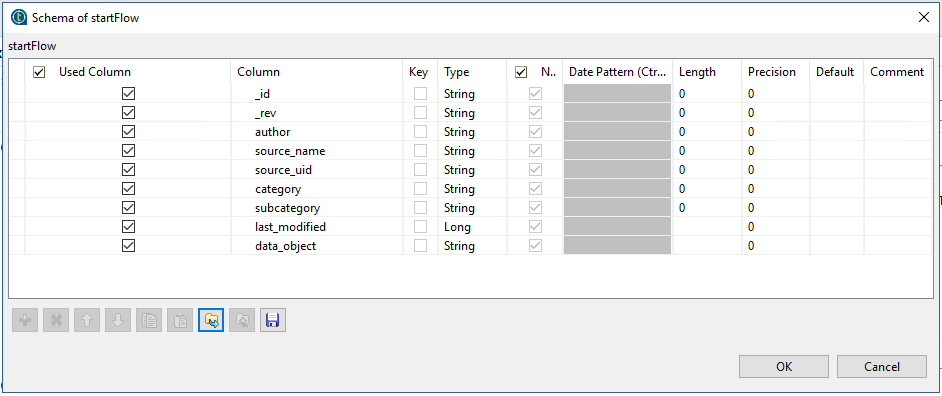 Schema of startFlow
startFlow
Used Column Column Key Type N.. Date Pattern (Ctr... Length Precision Default Comment
_id String 0 0
_rev String 0 0
author String 0 0
source_name String 0 0
source_uid String 0 0
category String 0 0
subcategory String 0 0
last_modified Long 0
data_object String 0
OK Cancel